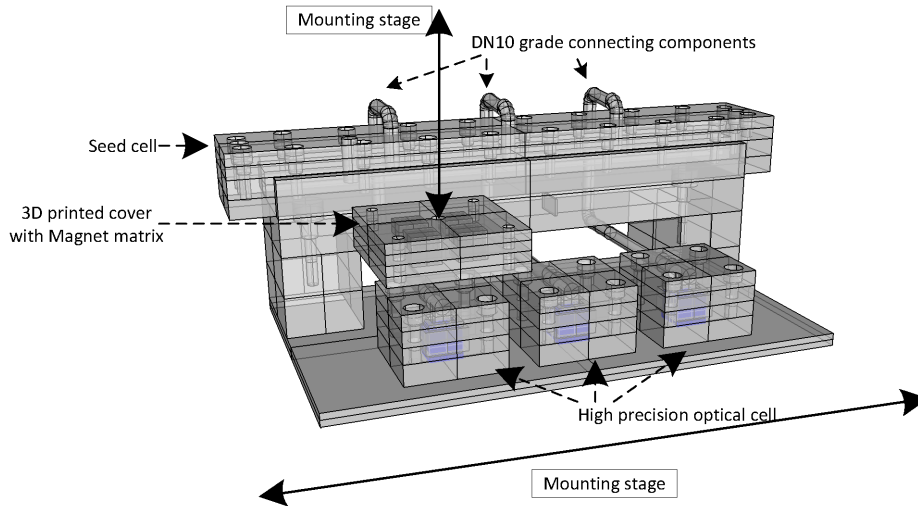 Mounting stage
DN10 grade connecting components
Seed cell
3D printed cover
with Magnet matrix
High precision optical cell
Mounting stage